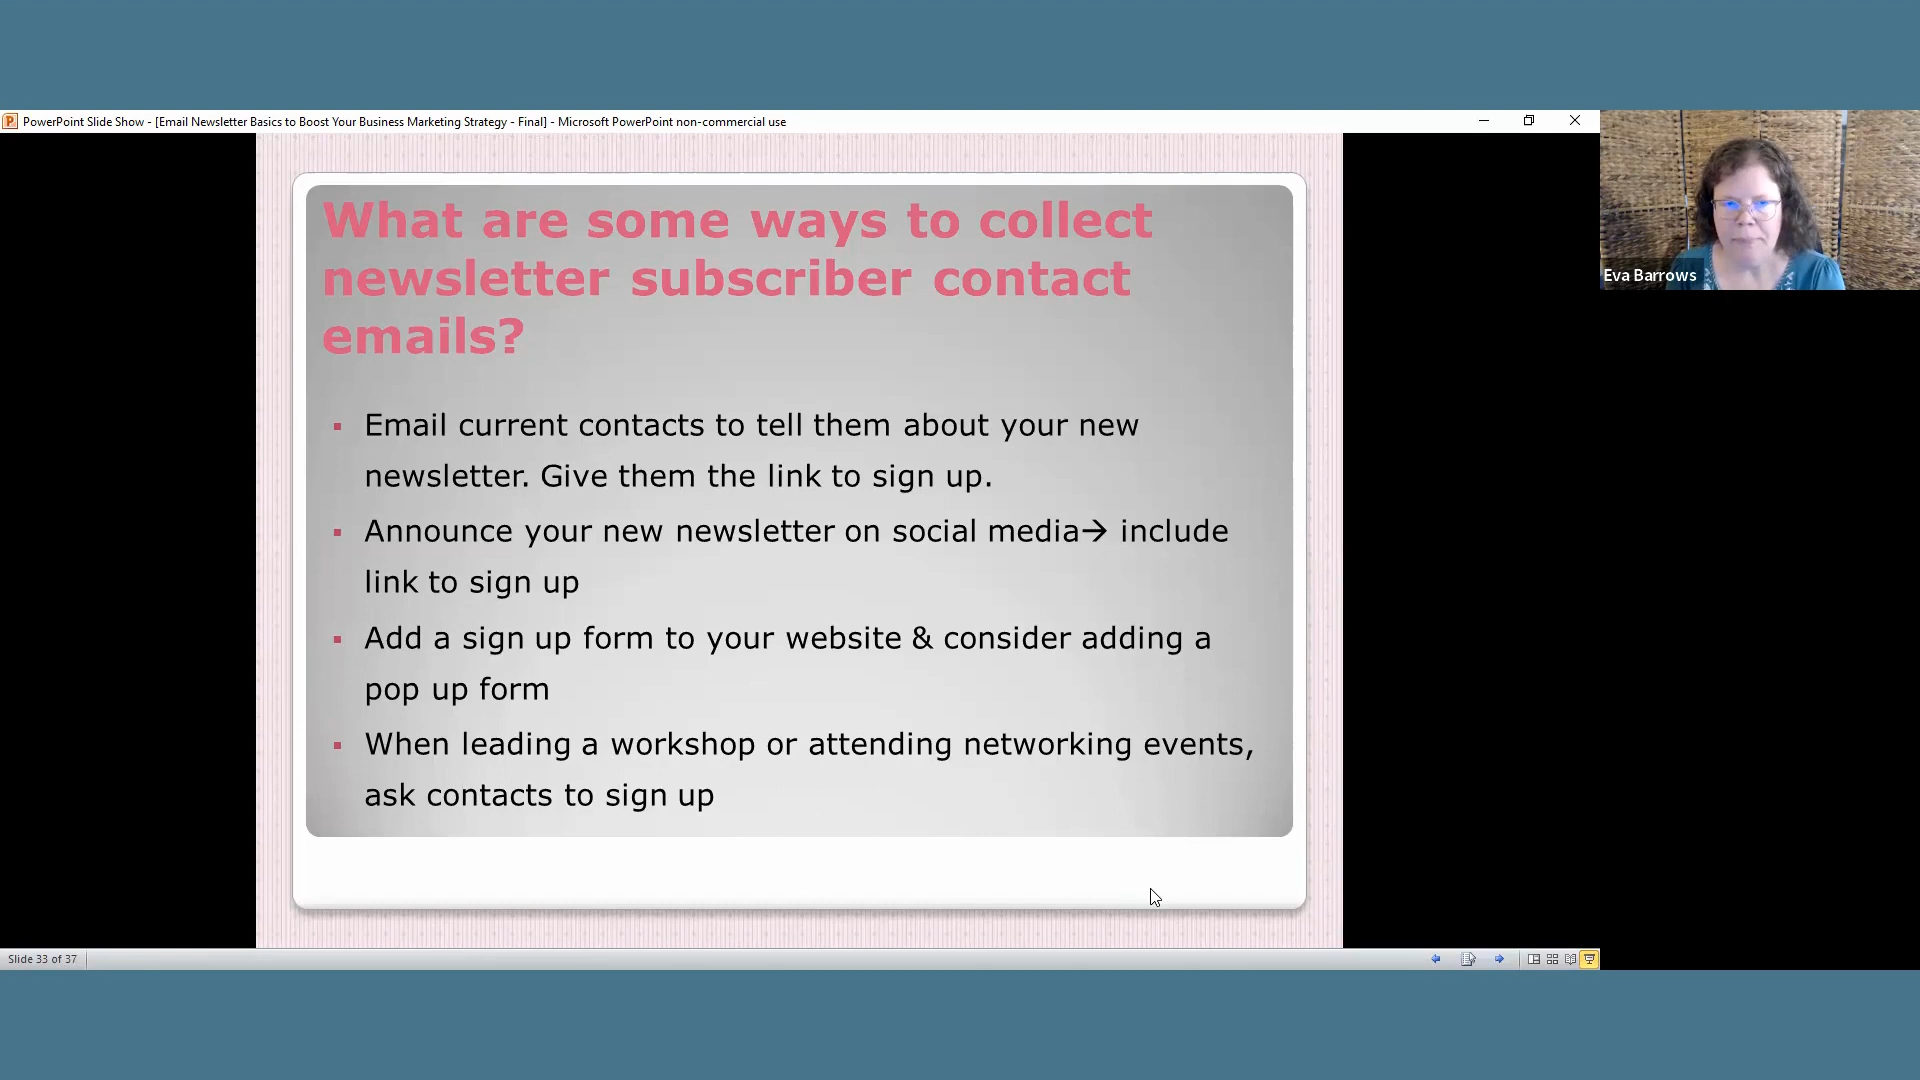 PowerPoint Slide Show - [Email Newsletter Basics to Boost Your Business Marketing Strategy - Final] - Microsoft PowerPoint non-commercial use
What are some ways to collect
newsletter subscriber contact
emails?
▪ Email current contacts to tell them about your new
newsletter. Give them the link to sign up.
▪ Announce your new newsletter on social media→ include
link to sign up
▪ Add a sign up form to your website & consider adding a
pop up form
▪ When leading a workshop or attending networking events,
ask contacts to sign up
Eva Barrows
Slide 33 of 37